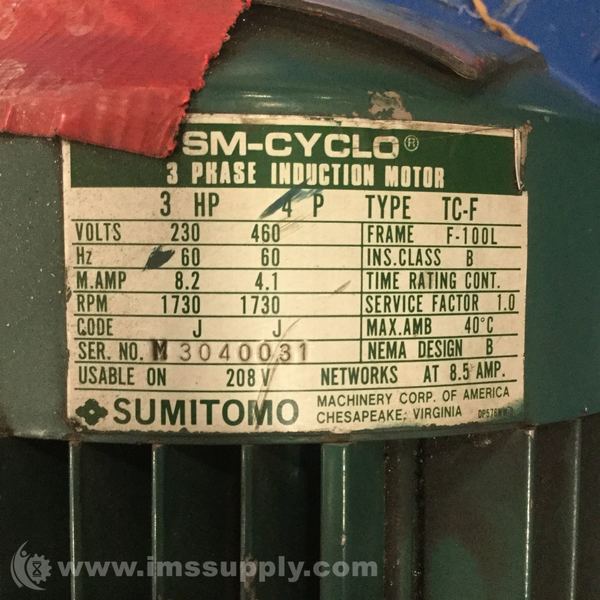 SM-CYCLO®
3 PHASE INDUCTION MOTOR
3 HP 4 P TYPE TC-F
VOLTS 230 460 FRAME F-100L
Hz 60 60 INS.CLASS B
M.AMP 8.2 4.1 TIME RATING CONT.
RPM 1730 1730 SERVICE FACTOR 1.0
CODE J J MAX.AMB 40°C
SER. NO. M 3040031 NEMA DESIGN B
USABLE ON 208V NETWORKS AT 8.5 AMP.
SUMITOMO MACHINERY CORP. OF AMERICA
CHESAPEAKE, VIRGINIA
www.imssupply.com